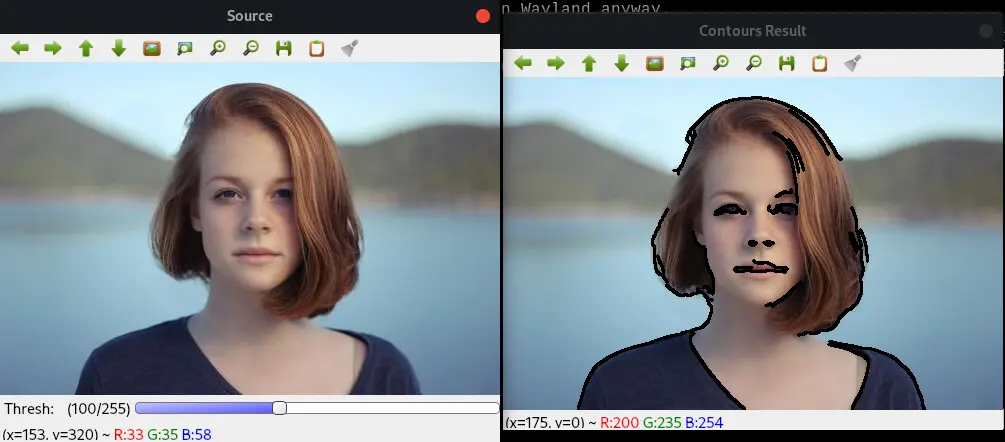 Source
n Wayland anyway.
Contours Result
Thresh: (100/255)
(x=153, y=320) ~ R:33 G:35 B:58
(x=175, y=0) ~ R:200 G:235 B:254